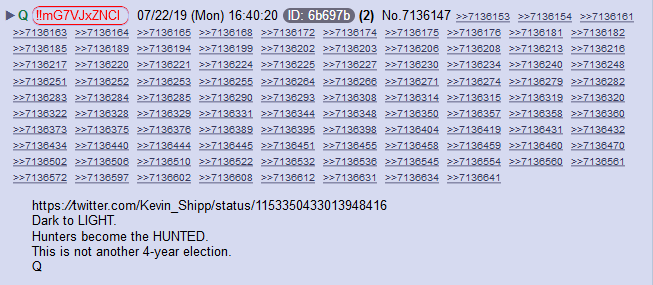 ▶ Q !!mG7VJxZNCI 07/22/19 (Mon) 16:40:20 ID: 6b697b (2) No.7136147 >>7136153 >>7136154 >>7136161
>>7136163 >>7136164 >>7136165 >>7136168 >>7136172 >>7136174 >>7136175 >>7136176 >>7136181 >>7136182
>>7136185 >>7136189 >>7136194 >>7136199 >>7136202 >>7136203 >>7136206 >>7136208 >>7136213 >>7136216
>>7136217 >>7136220 >>7136221 >>7136224 >>7136225 >>7136227 >>7136230 >>7136234 >>7136240 >>7136248
>>7136251 >>7136252 >>7136253 >>7136255 >>7136264 >>7136266 >>7136271 >>7136274 >>7136279 >>7136282
>>7136283 >>7136284 >>7136285 >>7136290 >>7136293 >>7136308 >>7136314 >>7136315 >>7136319 >>7136320
>>7136322 >>7136328 >>7136329 >>7136331 >>7136344 >>7136348 >>7136350 >>7136357 >>7136358 >>7136360
>>7136373 >>7136375 >>7136376 >>7136389 >>7136395 >>7136398 >>7136404 >>7136419 >>7136431 >>7136432
>>7136434 >>7136440 >>7136444 >>7136445 >>7136451 >>7136455 >>7136458 >>7136459 >>7136460 >>7136470
>>7136502 >>7136506 >>7136510 >>7136522 >>7136532 >>7136536 >>7136545 >>7136554 >>7136560 >>7136561
>>7136572 >>7136597 >>7136602 >>7136608 >>7136612 >>7136631 >>7136634 >>7136641
https://twitter.com/Kevin_Shipp/status/1153350433013948416
Dark to LIGHT.
Hunters become the HUNTED.
This is not another 4-year election.
Q